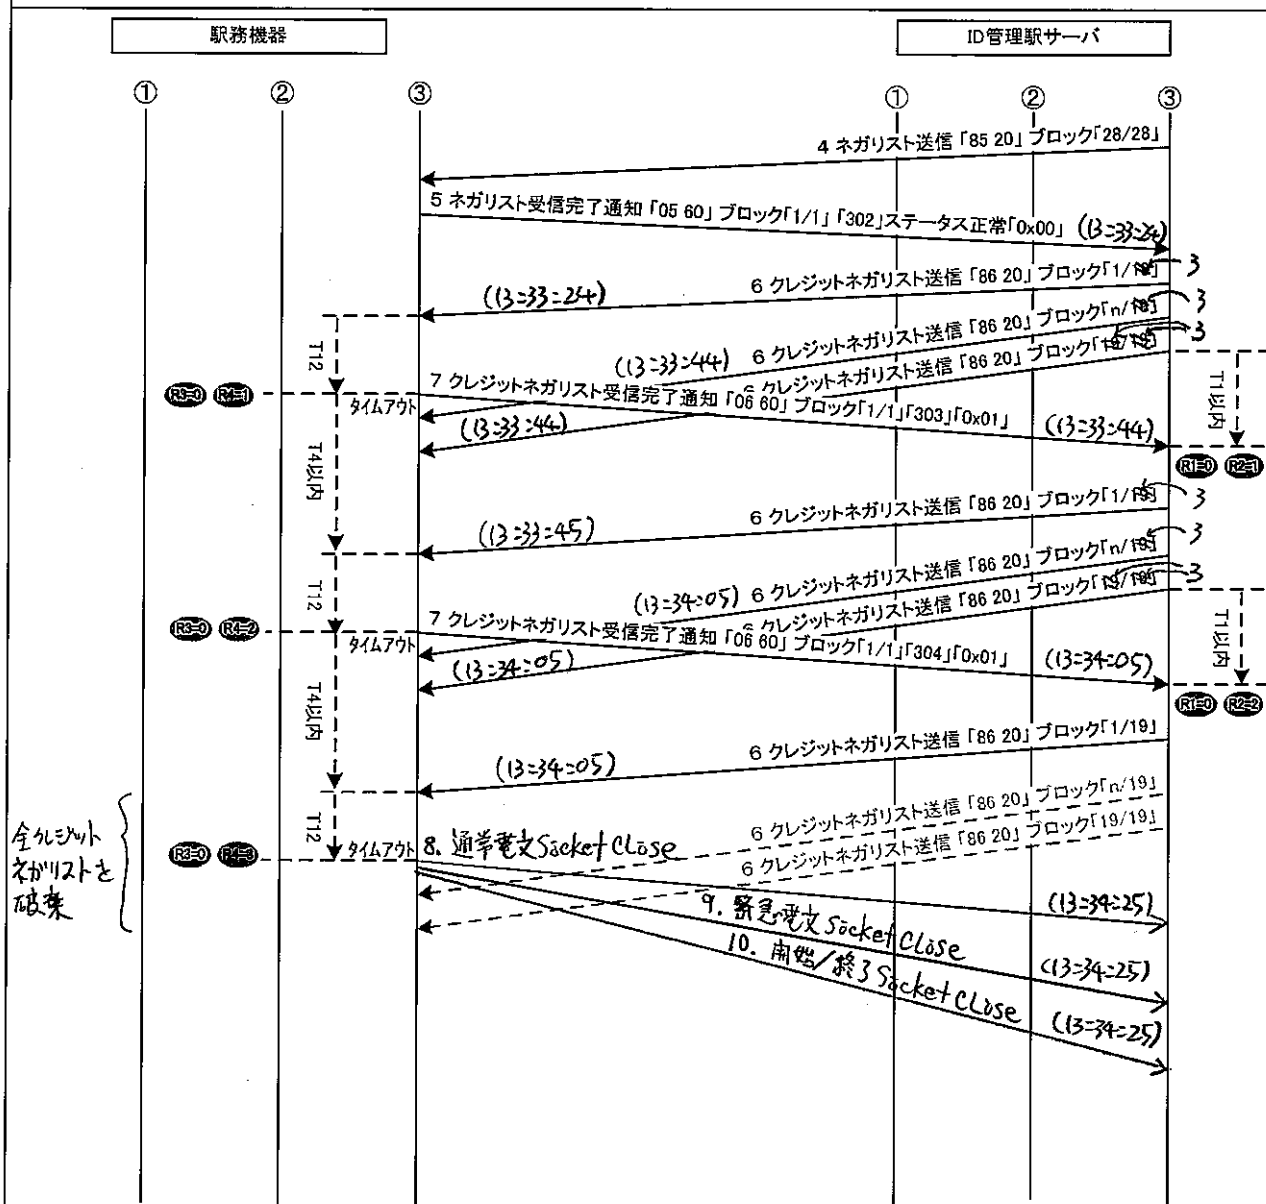 駅務機器
ID管理駅サーバ
① ② ③
① ② ③
4 ネガリスト送信「85 20」ブロック「28/28」
5 ネガリスト受信完了通知「05 60」ブロック「1/1」「302」ステータス正常「0x00」 (13:33:24)
6 クレジットネガリスト送信「86 20」ブロック「1/19」 3
(13:33:24)
6 クレジットネガリスト送信「86 20」ブロック「n/19」 3
6 クレジットネガリスト送信「86 20」ブロック「19/19」 3
T12
(13:33:44)
R3=0 R4=1
タイムアウト
7 クレジットネガリスト受信完了通知「06 60」ブロック「1/1」「303」「0x01」
(13:33:44)
(13:33:44)
T1以内
R1=0 R2=1
T4以内
6 クレジットネガリスト送信「86 20」ブロック「1/19」 3
(13:33:45)
6 クレジットネガリスト送信「86 20」ブロック「n/19」 3
6 クレジットネガリスト送信「86 20」ブロック「19/19」 3
T12
(13:34:05)
R3=0 R4=2
タイムアウト
7 クレジットネガリスト受信完了通知「06 60」ブロック「1/1」「304」「0x01」
(13:34:05)
(13:34:05)
T1以内
R1=0 R2=2
T4以内
6 クレジットネガリスト送信「86 20」ブロック「1/19」
(13:34:05)
6 クレジットネガリスト送信「86 20」ブロック「n/19」
6 クレジットネガリスト送信「86 20」ブロック「19/19」
T12
全クレジット
ネガリストを
破棄
R3=0 R4=3
タイムアウト
8. 通常電文 Socket Close
(13:34:25)
9. 緊急電文 Socket Close
(13:34:25)
10. 開始/終了 Socket Close
(13:34:25)